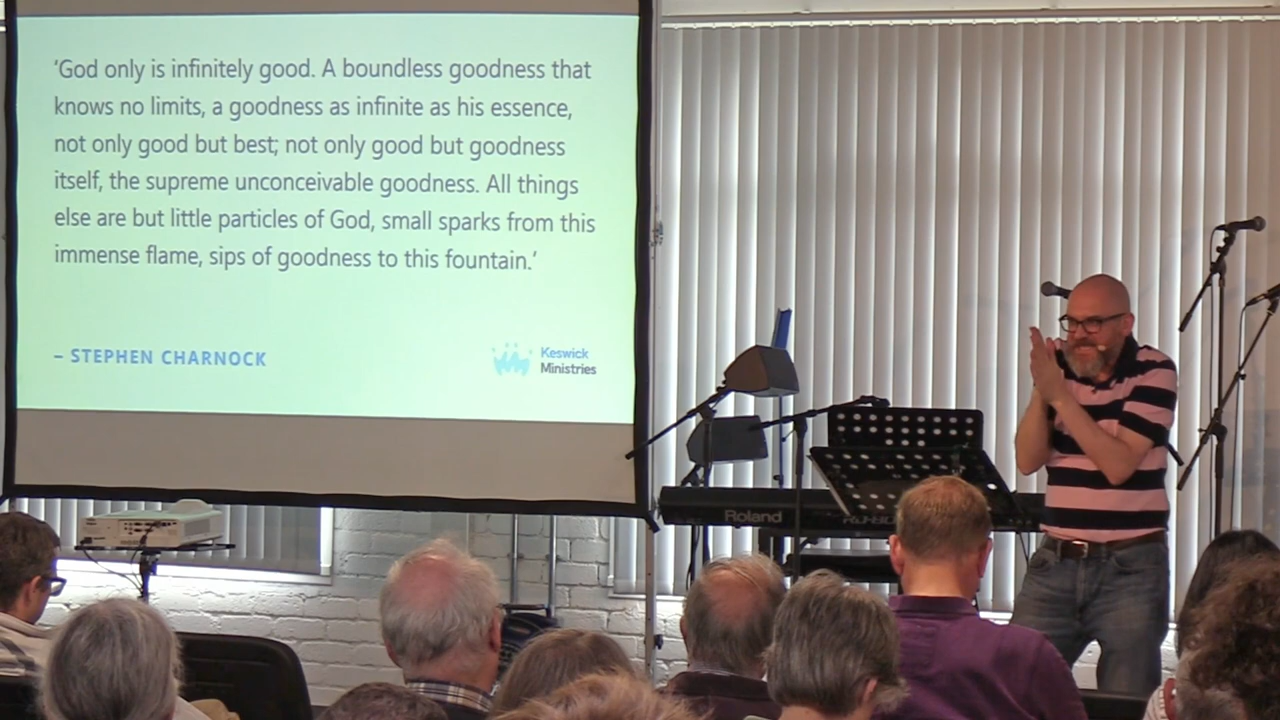 ‘God only is infinitely good. A boundless goodness that
knows no limits, a goodness as infinite as his essence,
not only good but best; not only good but goodness
itself, the supreme unconceivable goodness. All things
else are but little particles of God, small sparks from this
immense flame, sips of goodness to this fountain.’
– STEPHEN CHARNOCK
Keswick
Ministries
Roland